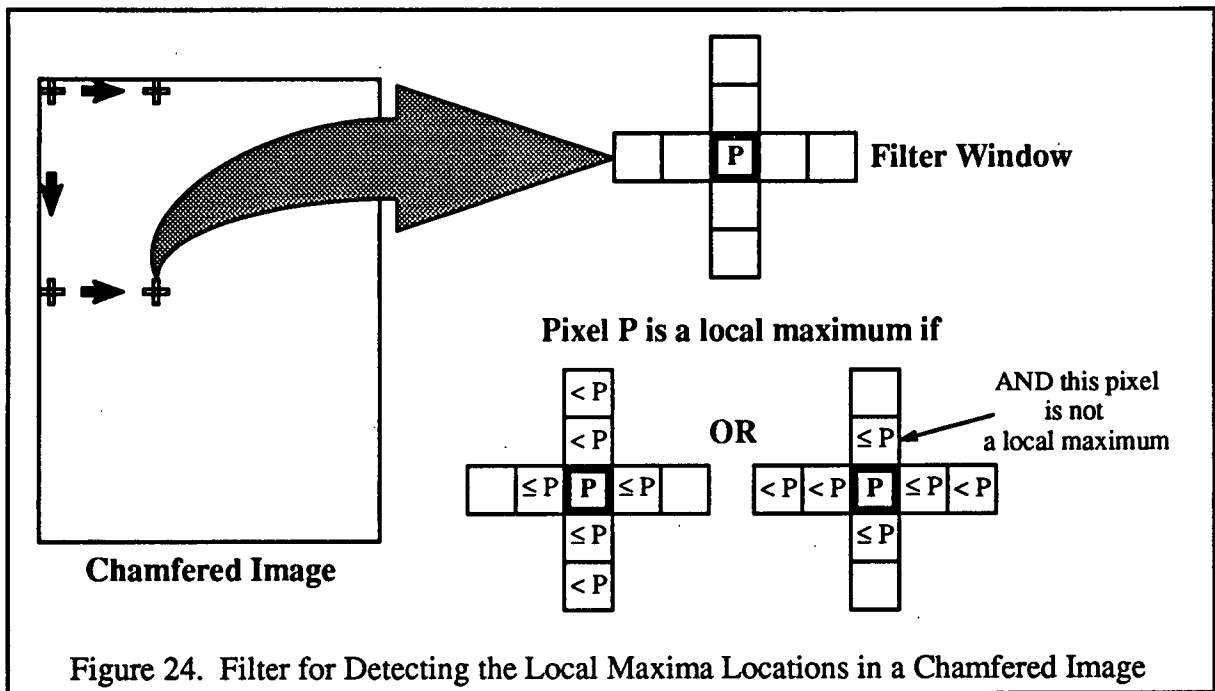 P
Filter Window
Pixel P is a local maximum if
< P
< P
≤ P P ≤ P
≤ P
< P
OR
AND this pixel
is not
a local maximum
≤ P
< P < P P ≤ P < P
≤ P
Chamfered Image
Figure 24. Filter for Detecting the Local Maxima Locations in a Chamfered Image